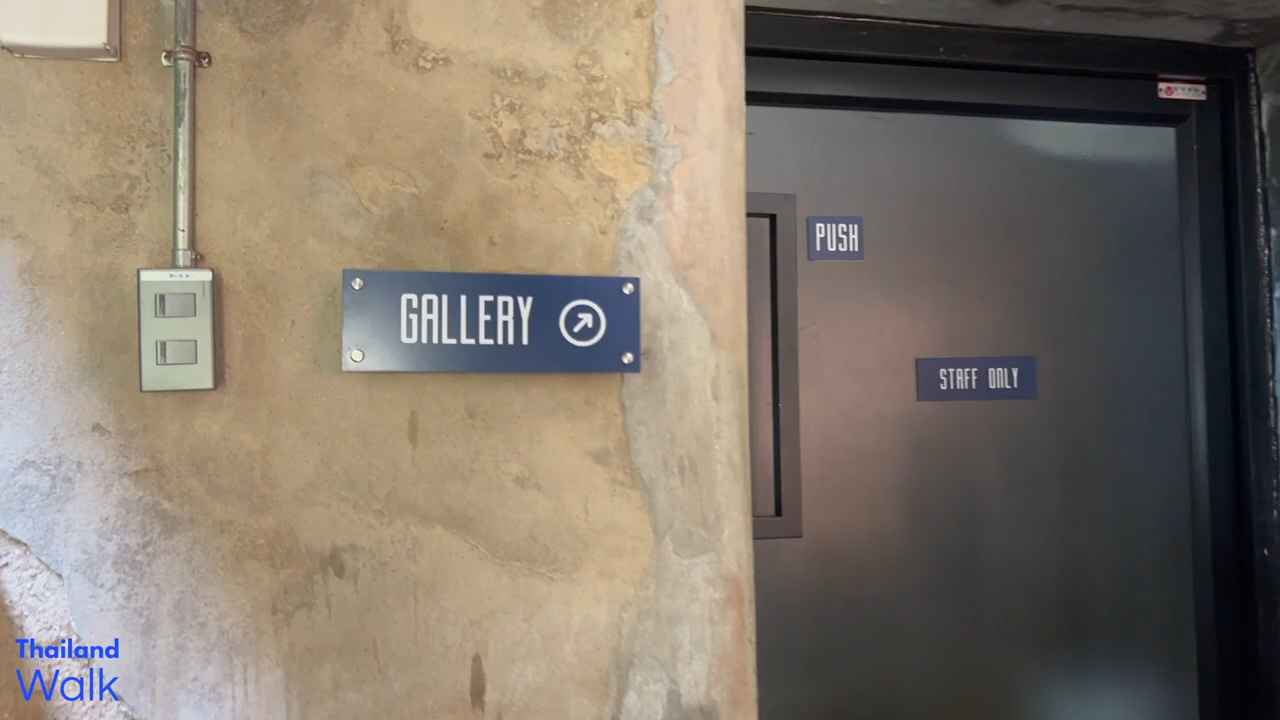 GALLERY
PUSH
STAFF ONLY
Thailand
Walk